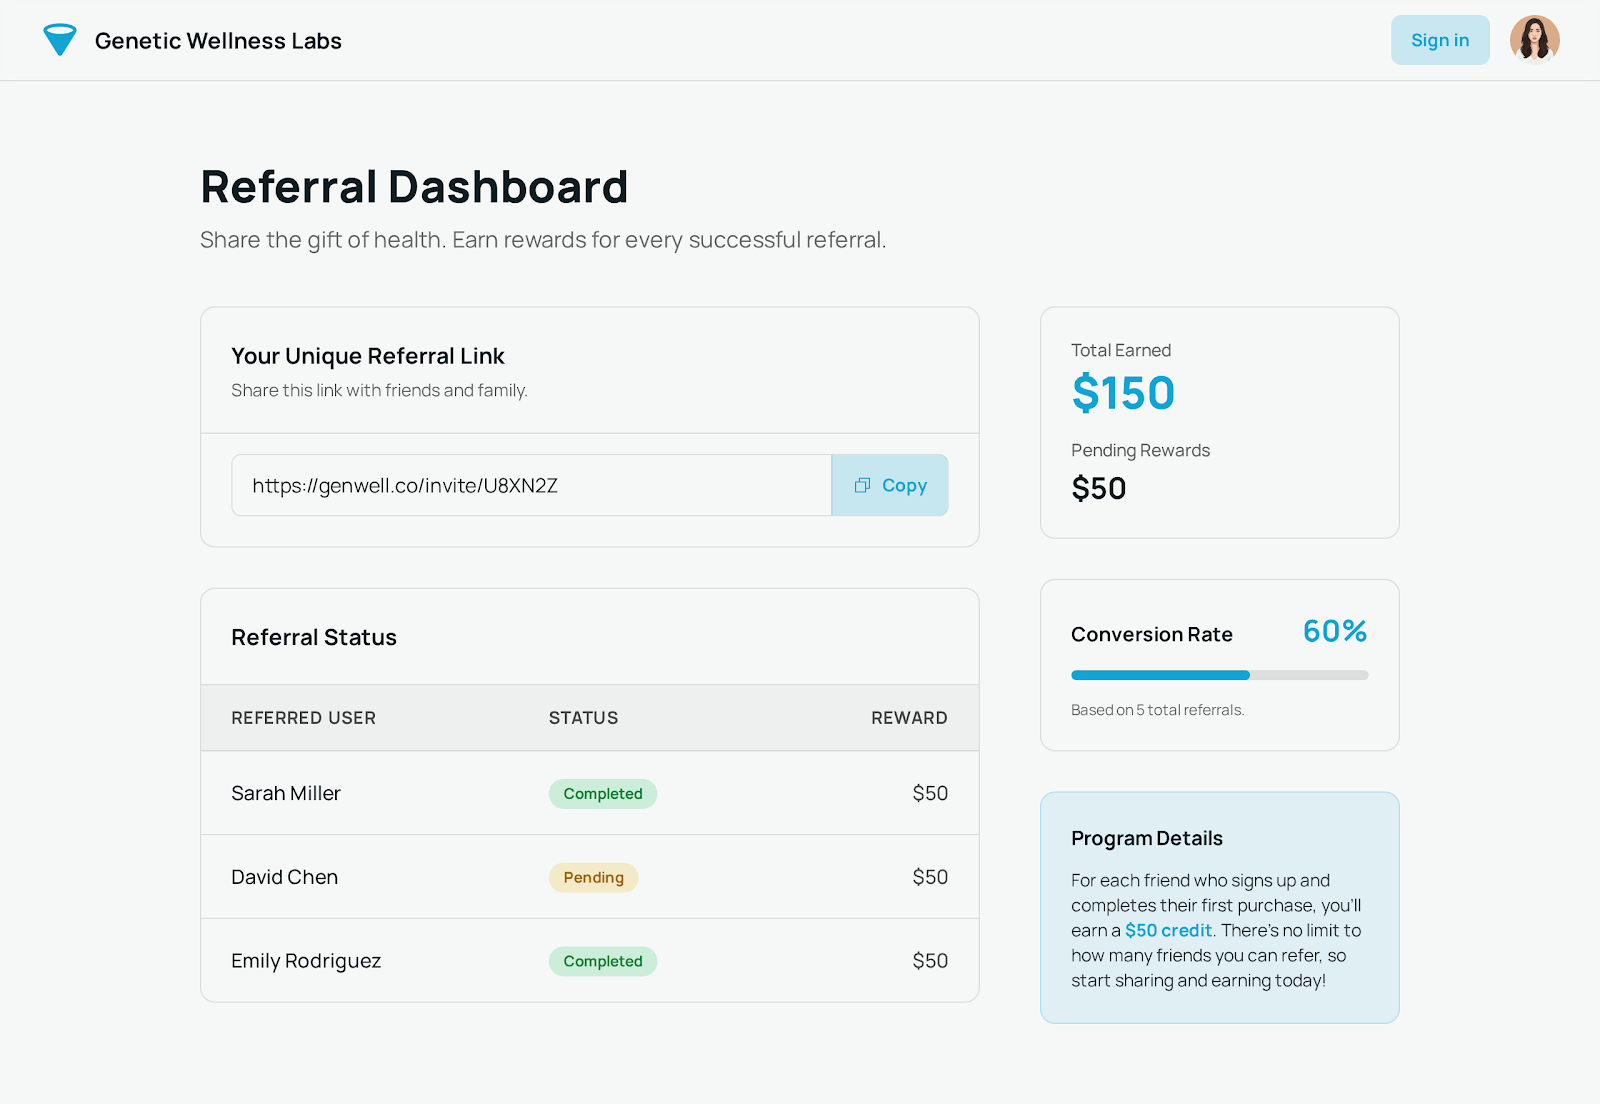 Genetic Wellness Labs
Sign in
Referral Dashboard
Share the gift of health. Earn rewards for every successful referral.
Your Unique Referral Link
Share this link with friends and family.
https://genwell.co/invite/U8XN2Z
Copy
Referral Status
REFERRED USER STATUS REWARD
Sarah Miller Completed $50
David Chen Pending $50
Emily Rodriguez Completed $50
Total Earned
$150
Pending Rewards
$50
Conversion Rate 60%
Based on 5 total referrals.
Program Details
For each friend who signs up and
completes their first purchase, you'll
earn a $50 credit. There's no limit to
how many friends you can refer, so
start sharing and earning today!